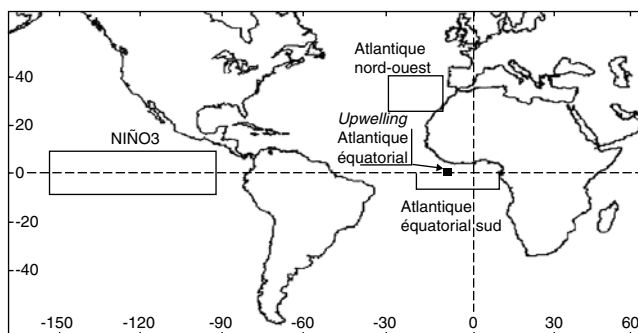 Atlantique
nord-ouest
40
Upwelling
20
NIÑO3
Atlantique
équatorial
0
Atlantique
équatorial sud
-20
-40
-150
-120
-90
-60
-30
0
30
60